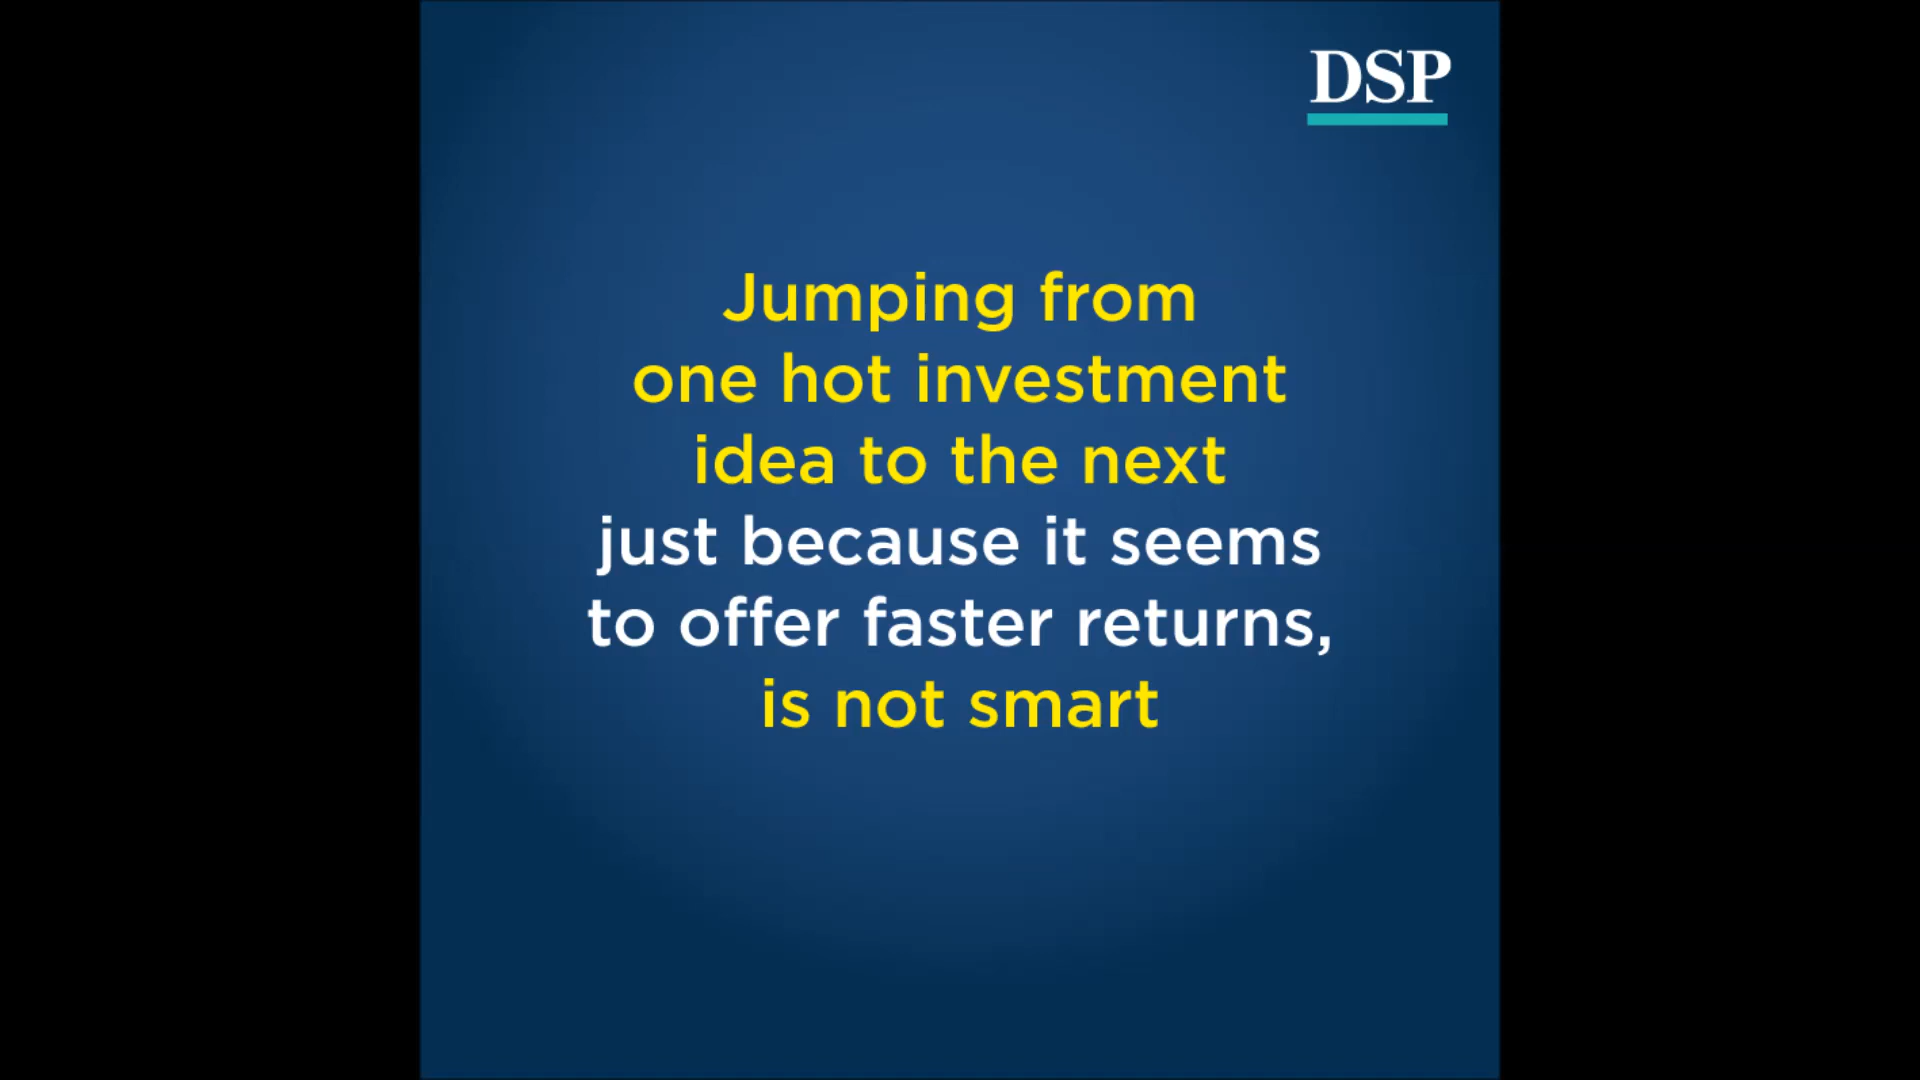 DSP
Jumping from
one hot investment
idea to the next
just because it seems
to offer faster returns,
is not smart